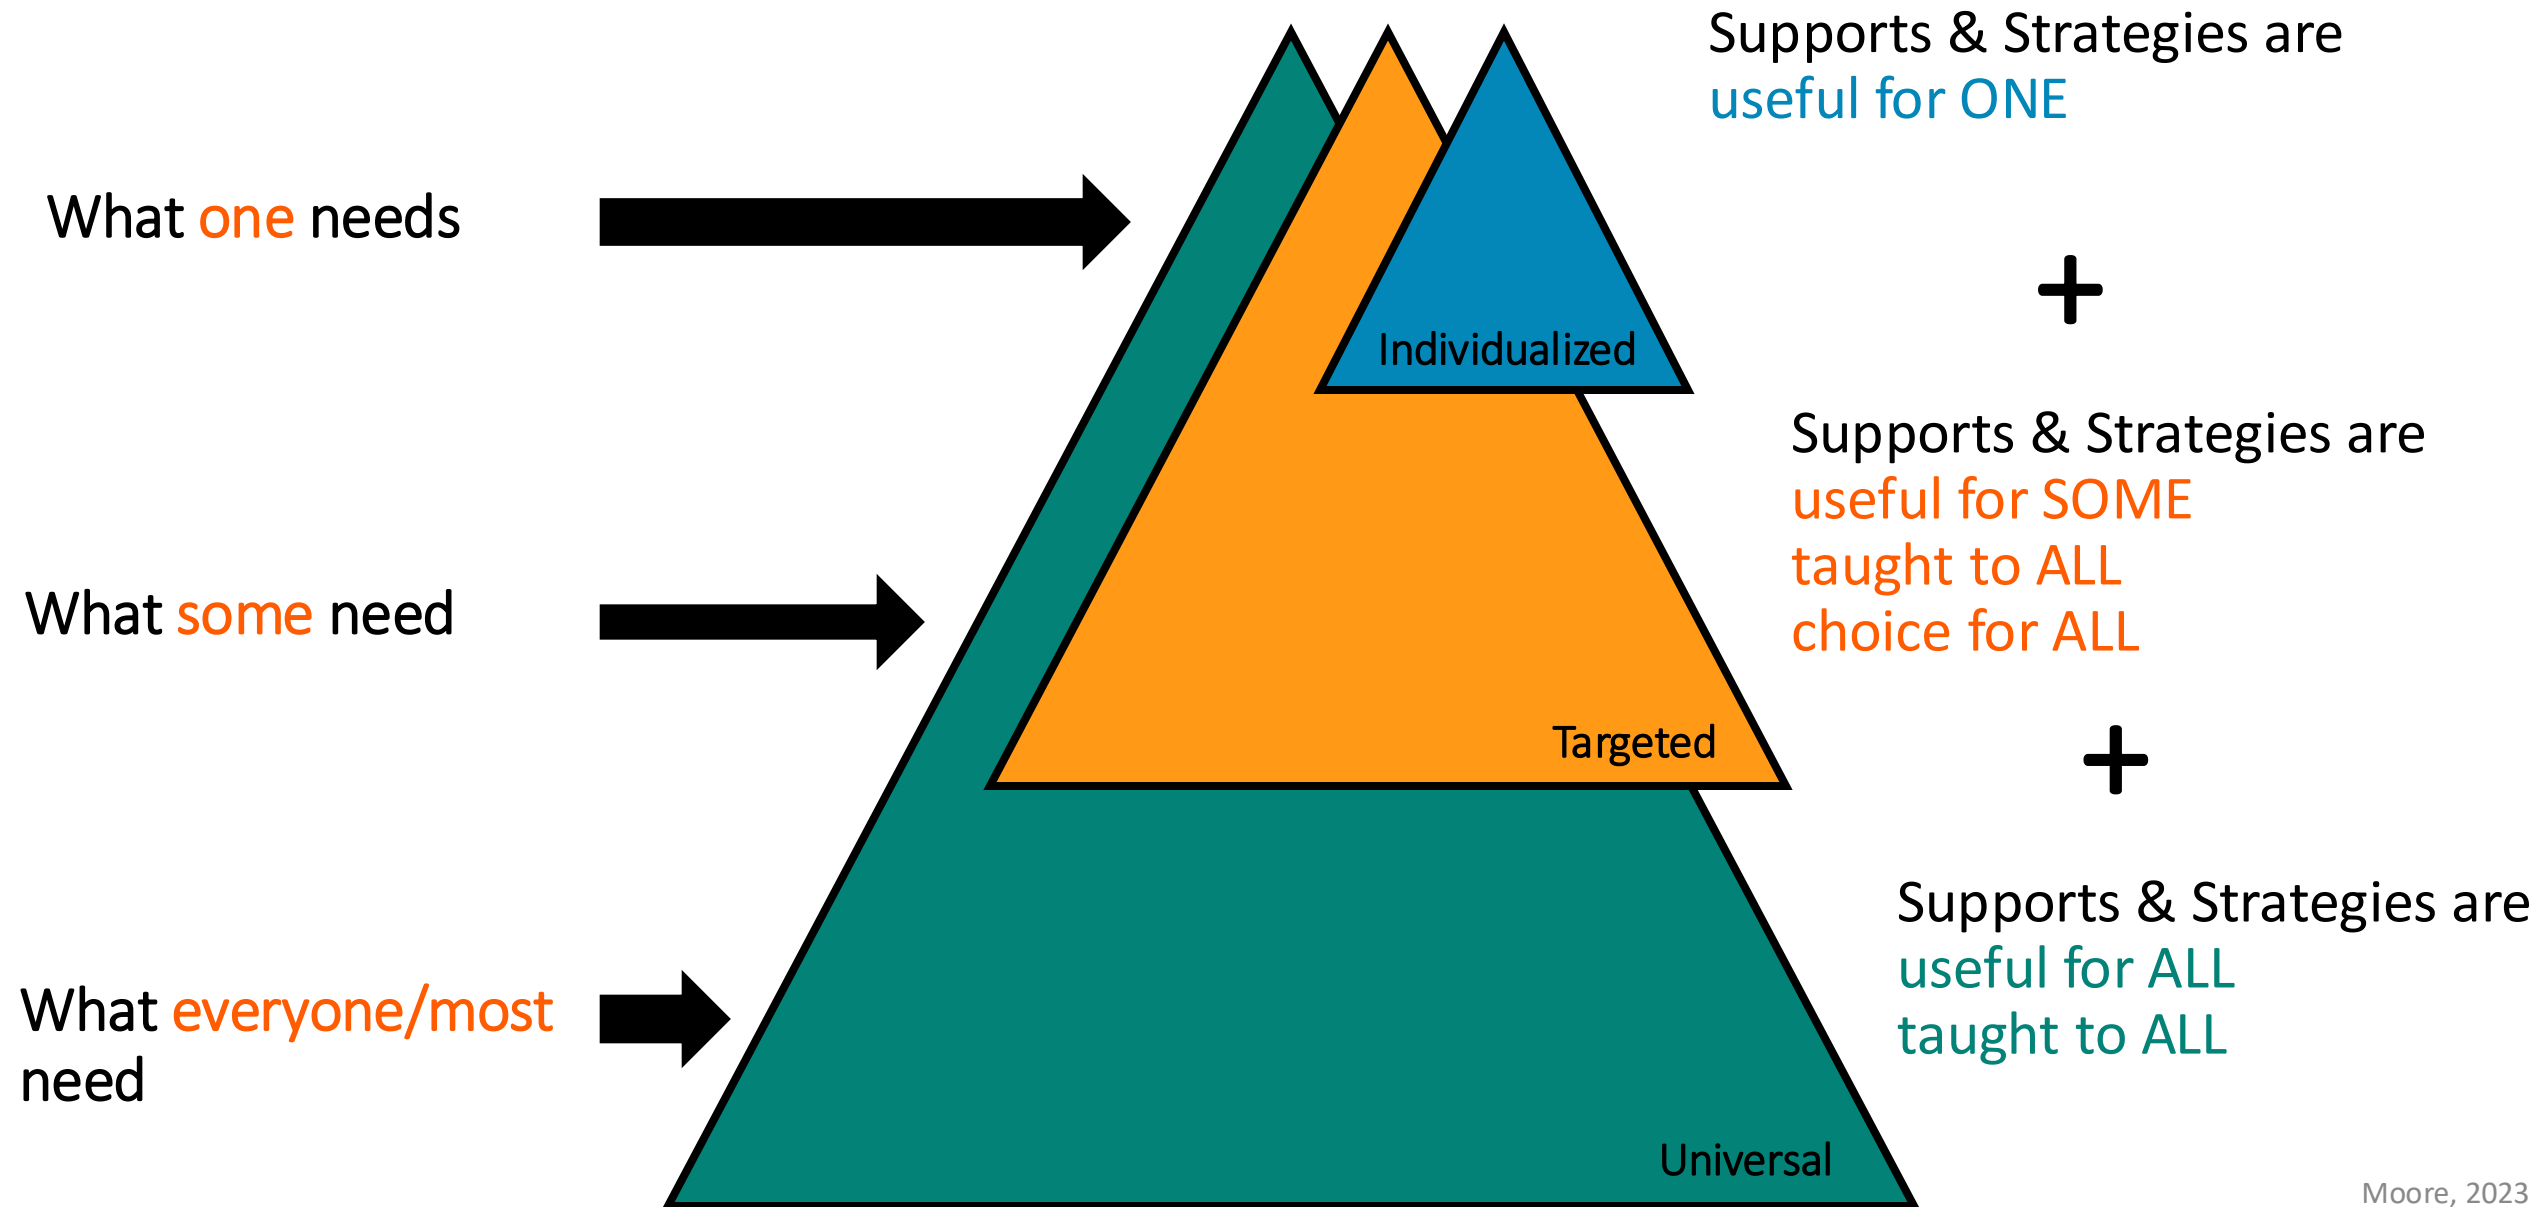 Supports & Strategies are
useful for ONE
What one needs
+
Individualized
Supports & Strategies are
useful for SOME
taught to ALL
choice for ALL
What some need
Targeted
+
Supports & Strategies are
useful for ALL
taught to ALL
What everyone/most
need
Universal
Moore, 2023